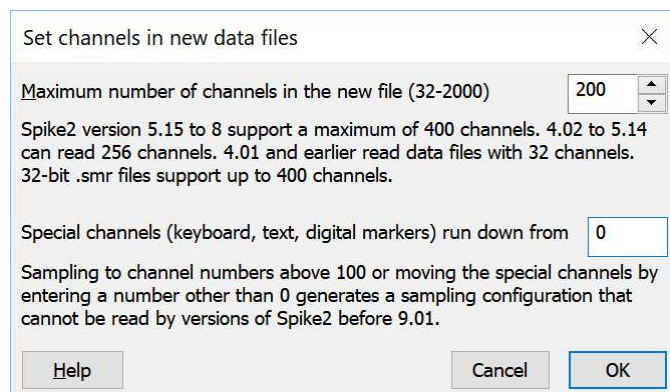 Set channels in new data files
Maximum number of channels in the new file (32-2000) 200
Spike2 version 5.15 to 8 support a maximum of 400 channels. 4.02 to 5.14
can read 256 channels. 4.01 and earlier read data files with 32 channels.
32-bit .smr files support up to 400 channels.
Special channels (keyboard, text, digital markers) run down from 0
Sampling to channel numbers above 100 or moving the special channels by
entering a number other than 0 generates a sampling configuration that
cannot be read by versions of Spike2 before 9.01.
Help Cancel OK